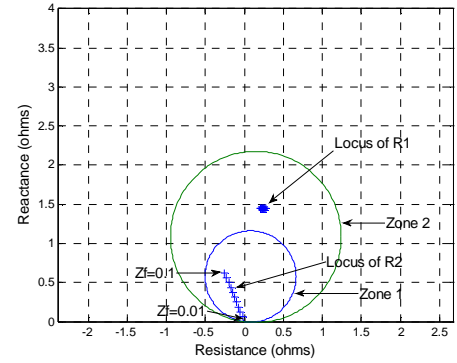 4
3.5
3
2.5
2
1.5
1
0.5
0
Reactance (ohms)
Locus of R1
Zone 2
Locus of R2
Zf=0.1
Zone 1
Zf=0.01
-2 -1.5 -1 -0.5 0 0.5 1 1.5 2 2.5
Resistance (ohms)